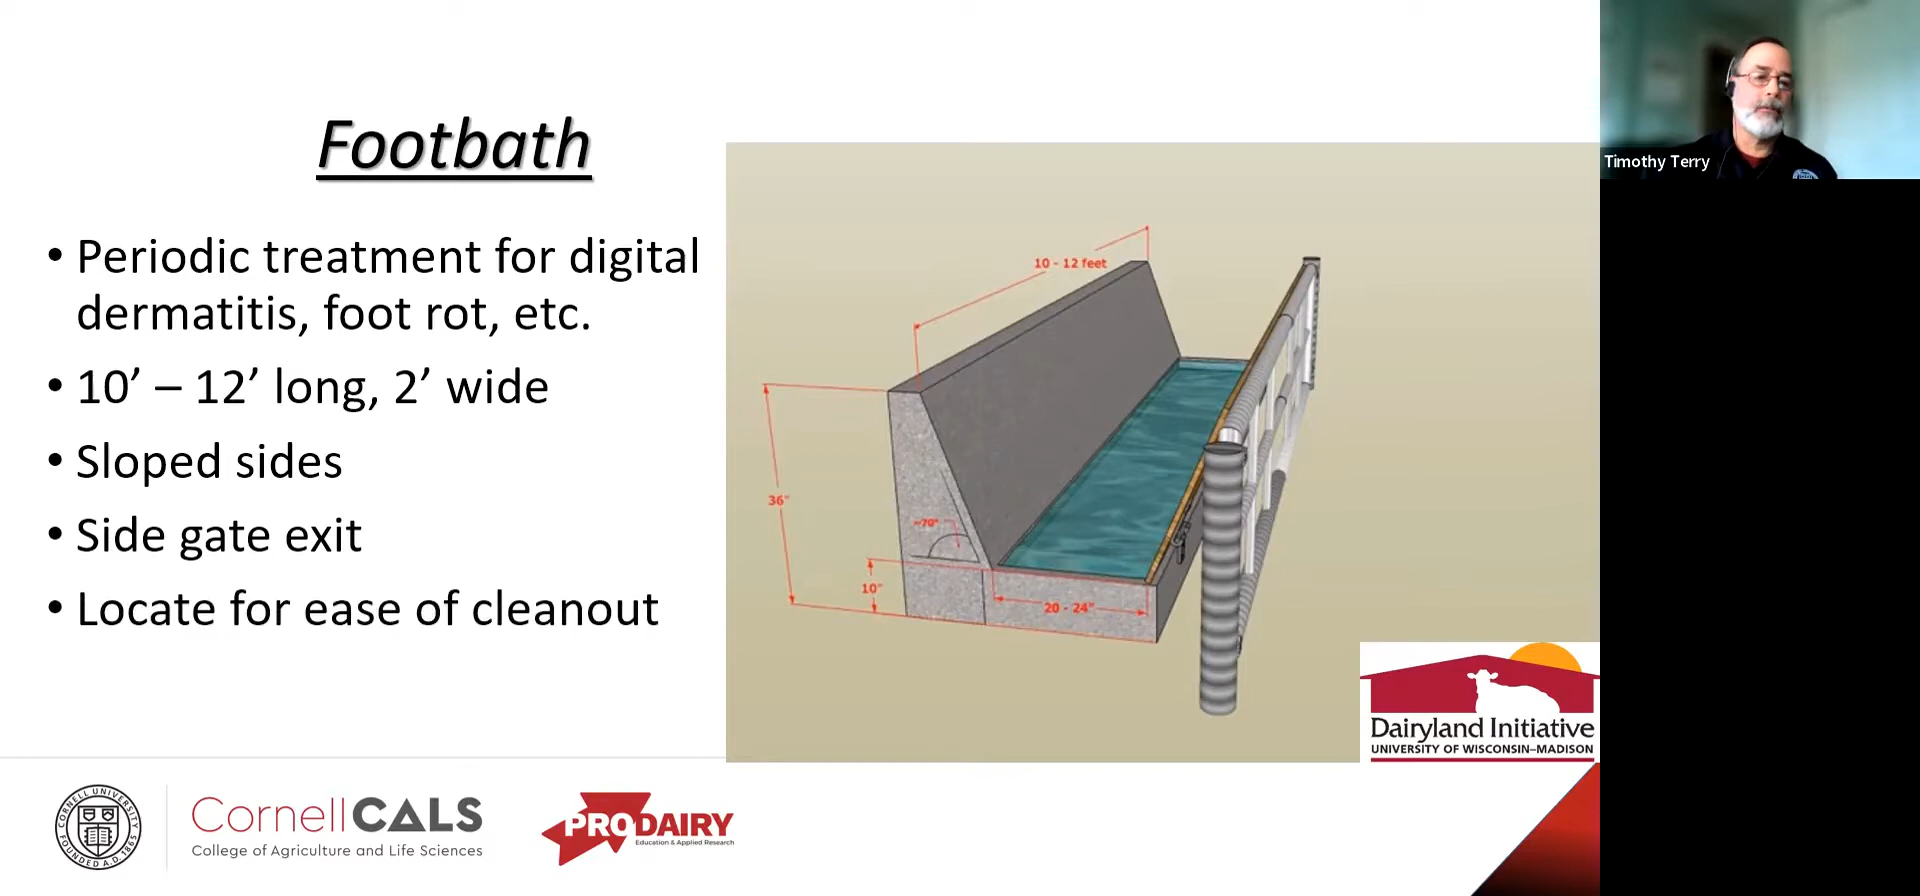 Footbath
• Periodic treatment for digital
dermatitis, foot rot, etc.
• 10’ – 12’ long, 2’ wide
• Sloped sides
• Side gate exit
• Locate for ease of cleanout
10 - 12 feet
36"
~70°
10"
20 - 24"
Timothy Terry
Dairyland Initiative
UNIVERSITY OF WISCONSIN–MADISON
CORNELL UNIVERSITY
FOUNDED A.D. 1865
CornellCALS
College of Agriculture and Life Sciences
PRODAIRY
Education & Applied Research